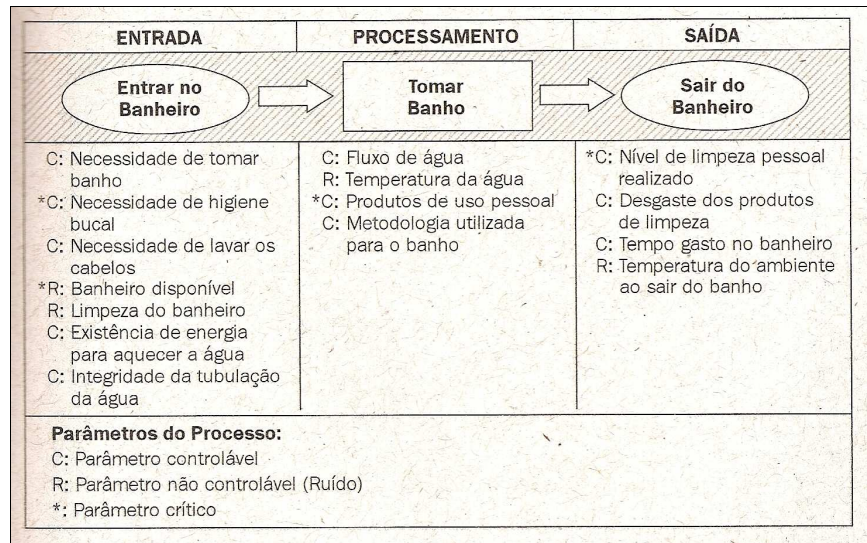 ENTRADA
PROCESSAMENTO
SAÍDA
Entrar no
Banheiro
Tomar
Banho
Sair do
Banheiro
C: Necessidade de tomar
banho
*C: Necessidade de higiene
bucal
C: Necessidade de lavar os
cabelos
*R: Banheiro disponível
R: Limpeza do banheiro
C: Existência de energia
para aquecer a água
C: Integridade da tubulação
da água
C: Fluxo de água
R: Temperatura da água
*C: Produtos de uso pessoal
C: Metodologia utilizada
para o banho
*C: Nível de limpeza pessoal
realizado
C: Desgaste dos produtos
de limpeza
C: Tempo gasto no banheiro
R: Temperatura do ambiente
ao sair do banho
Parâmetros do Processo:
C: Parâmetro controlável
R: Parâmetro não controlável (Ruído)
*: Parâmetro crítico